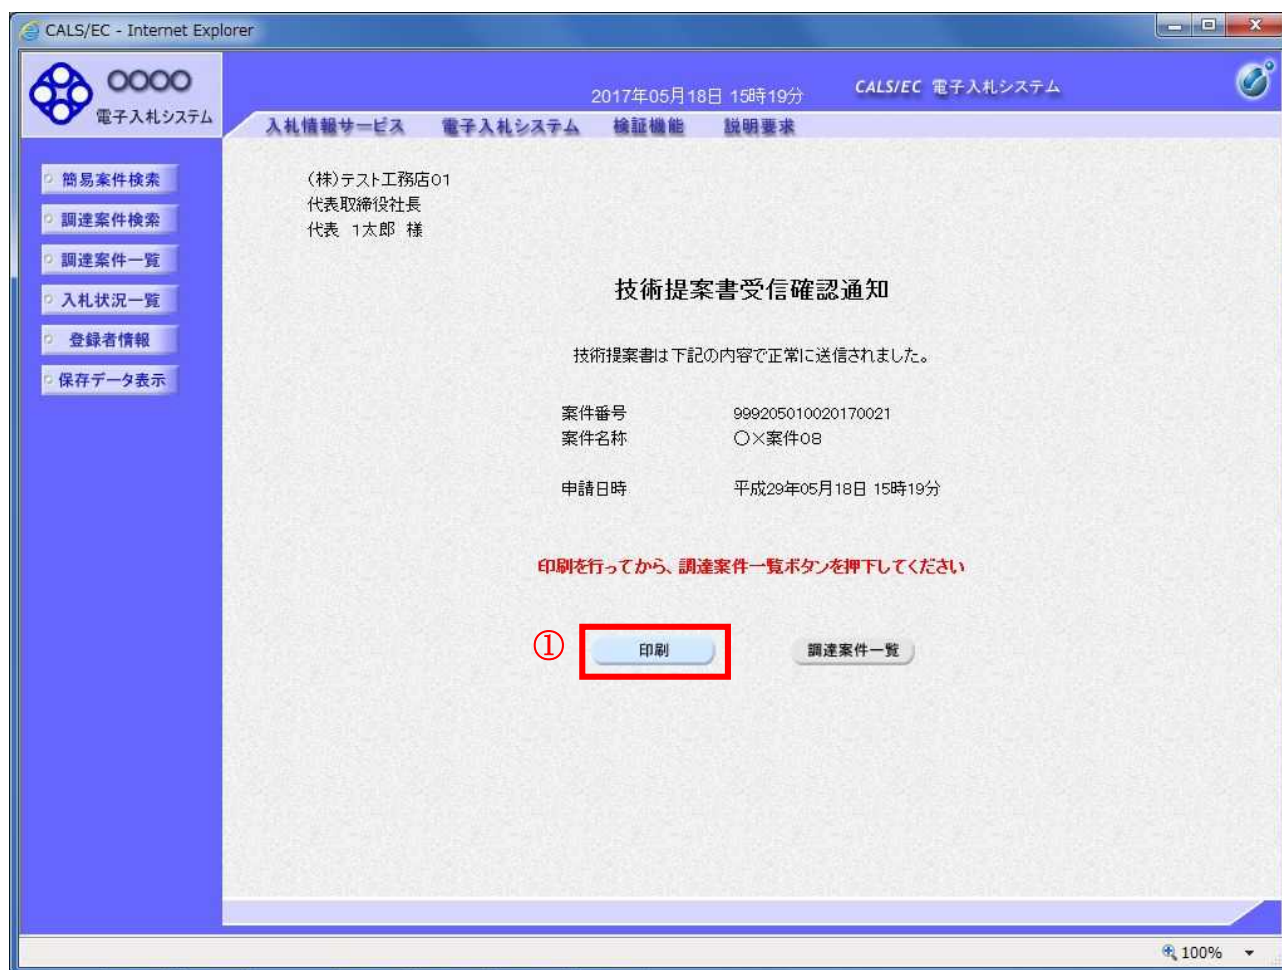 CALS/EC - Internet Explorer
〇〇〇〇
電子入札システム
2017年05月18日 15時19分
CALS/EC 電子入札システム
入札情報サービス 電子入札システム 検証機能 説明要求
簡易案件検索
調達案件検索
調達案件一覧
入札状況一覧
登録者情報
保存データ表示
(株)テスト工務店01
代表取締役社長
代表 1太郎 様
技術提案書受信確認通知
技術提案書は下記の内容で正常に送信されました。
案件番号 999205010020170021
案件名称 〇×案件08
申請日時 平成29年05月18日 15時19分
印刷を行ってから、調達案件一覧ボタンを押下してください
① 印刷 調達案件一覧
100%